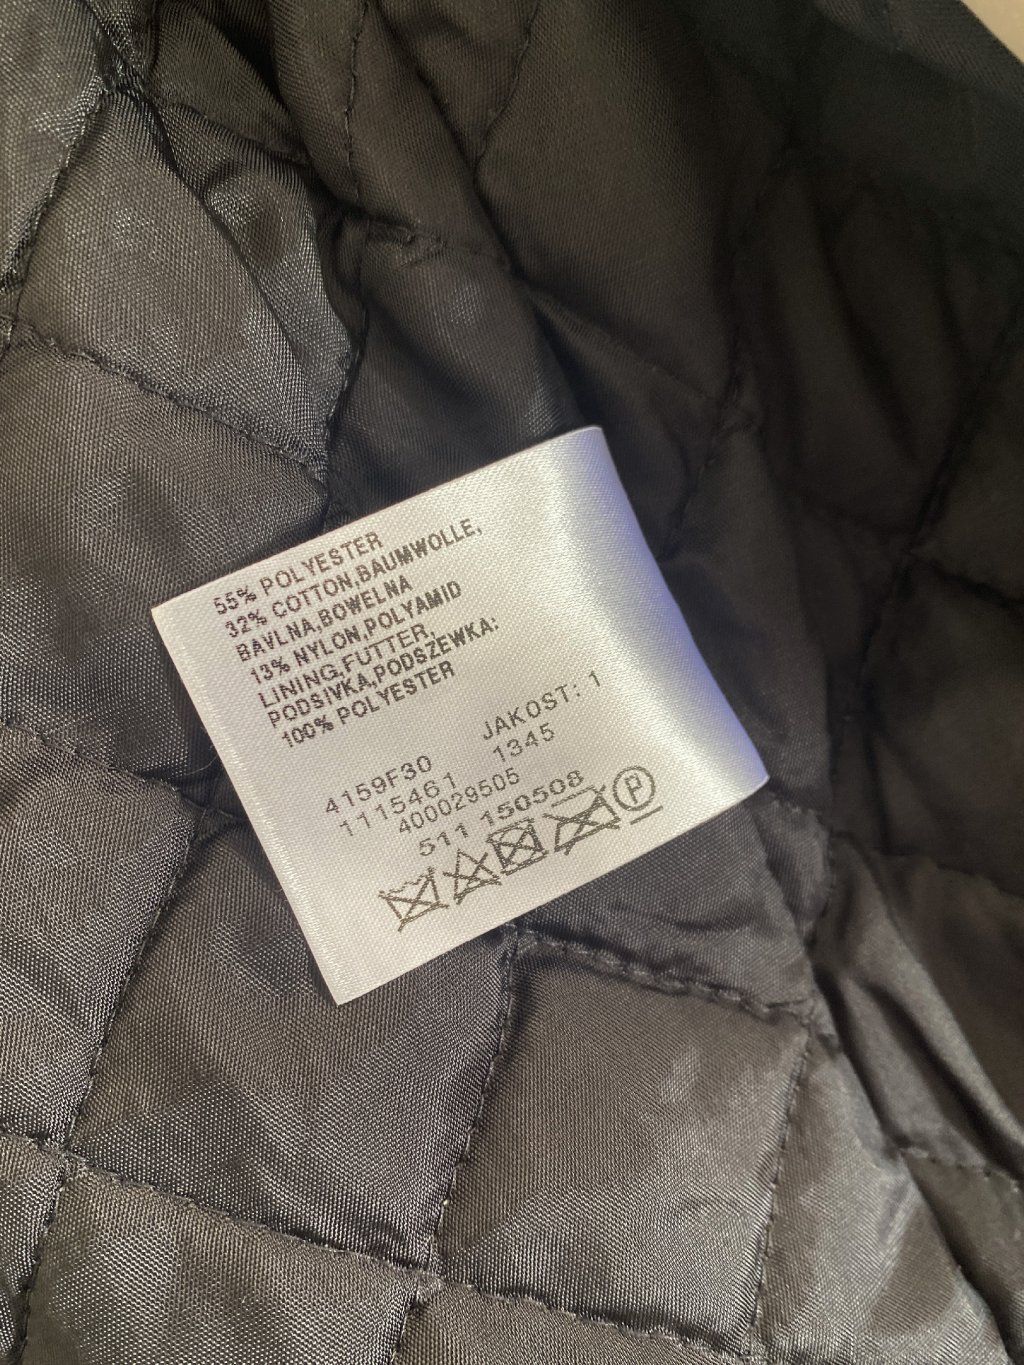 55% POLYESTER
32% COTTON,BAUMWOLLE,
BAVLNA,BOWELNA
13% NYLON,POLYAMID
LINING,FUTTER,
PODSIVKA,PODSZEWKA:
100% POLYESTER
4159F30 JAKOST: 1
1115461 1345
400029505
511 150508
P